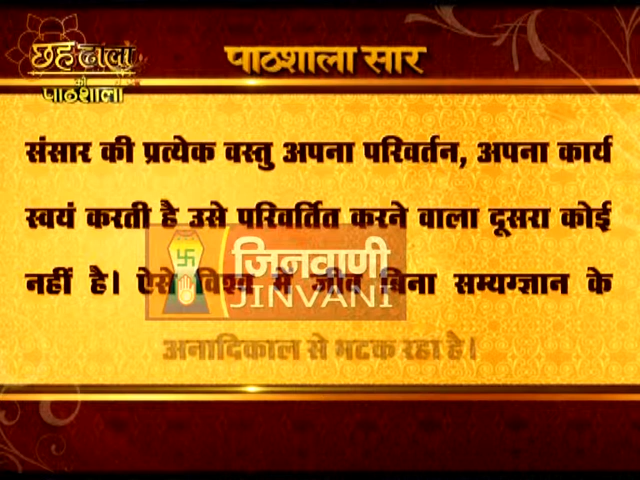 छहढाला
की
पाठशाला
पाठशाला सार
संसार की प्रत्येक वस्तु अपना परिवर्तन, अपना कार्य
स्वयं करती है उसे परिवर्तित करने वाला दूसरा कोई
नहीं है। ऐसे विश्व में जीव बिना सम्यग्ज्ञान के
अनादिकाल से भटक रहा है।
जिनवाणी
JINVANI